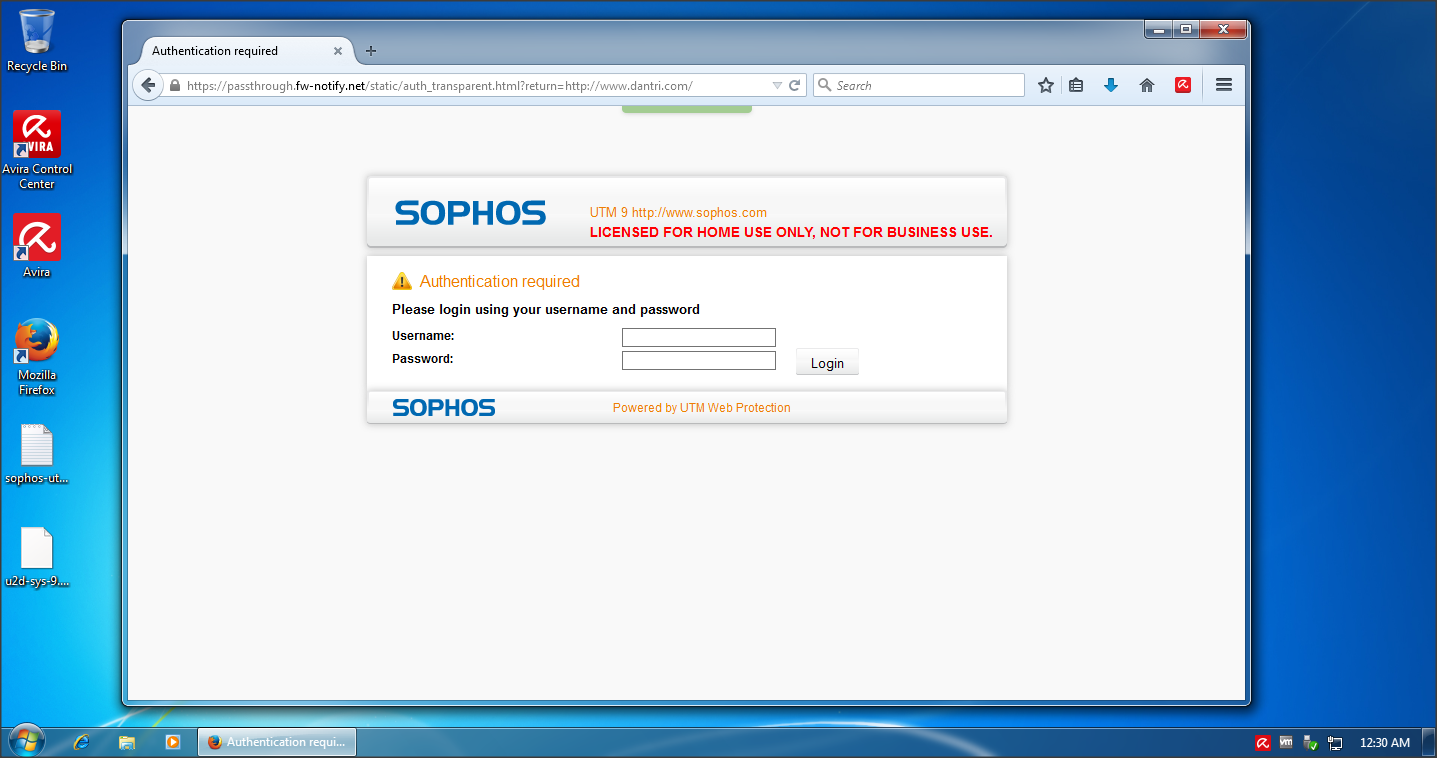 Recycle Bin
AVIRA
Avira Control
Center
Avira
Mozilla
Firefox
sophos-ut...
u2d-sys-9....
Authentication required
https://passthrough.fw-notify.net/static/auth_transparent.html?return=http://www.dantri.com/
Search
SOPHOS
UTM 9 http://www.sophos.com
LICENSED FOR HOME USE ONLY, NOT FOR BUSINESS USE.
Authentication required
Please login using your username and password
Username:
Password:
Login
SOPHOS
Powered by UTM Web Protection
Authentication requi...
vm
12:30 AM